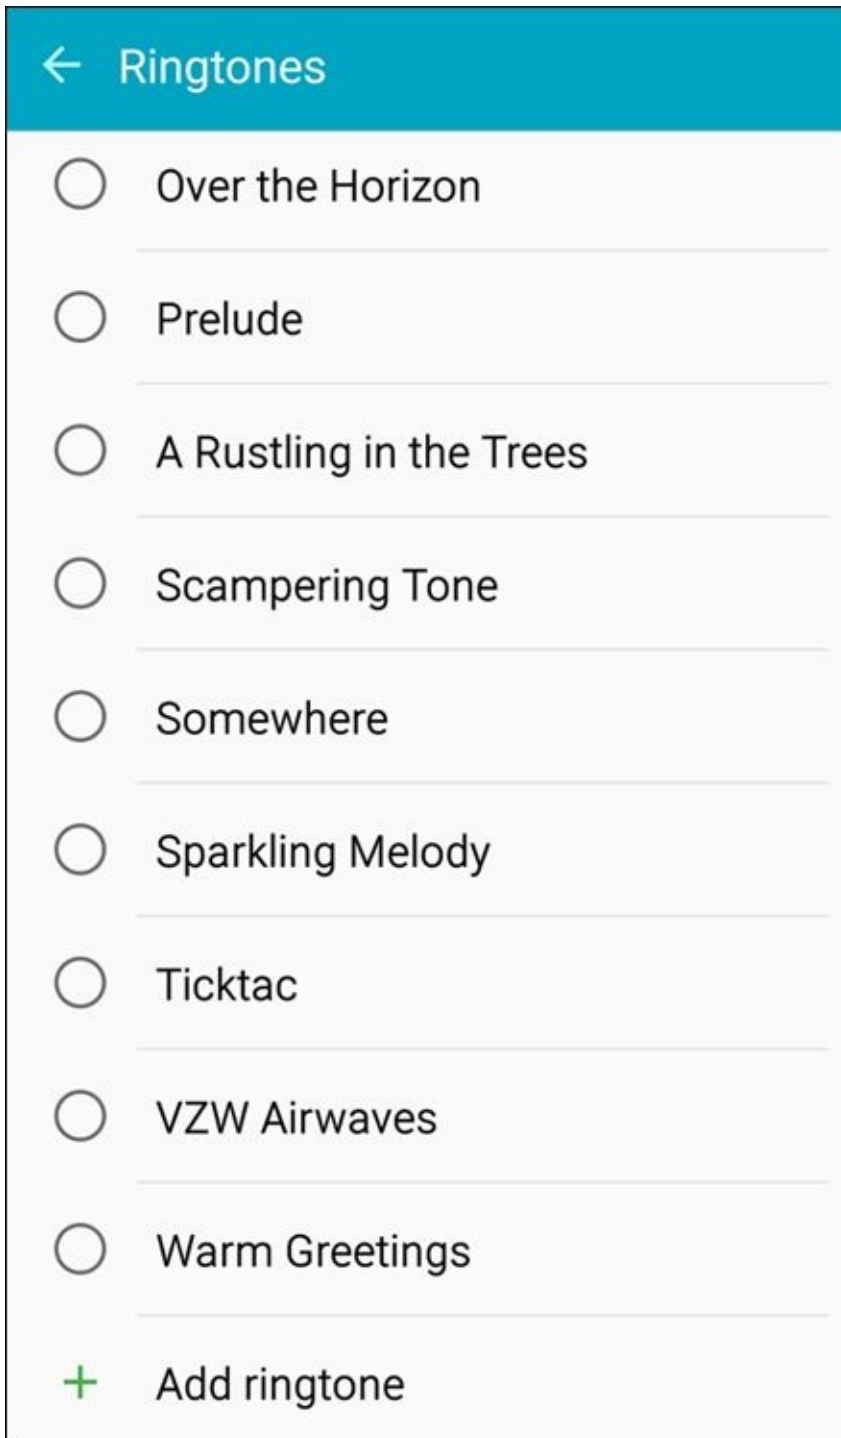 Ringtones
Over the Horizon
Prelude
A Rustling in the Trees
Scampering Tone
Somewhere
Sparkling Melody
Ticktac
VZW Airwaves
Warm Greetings
Add ringtone